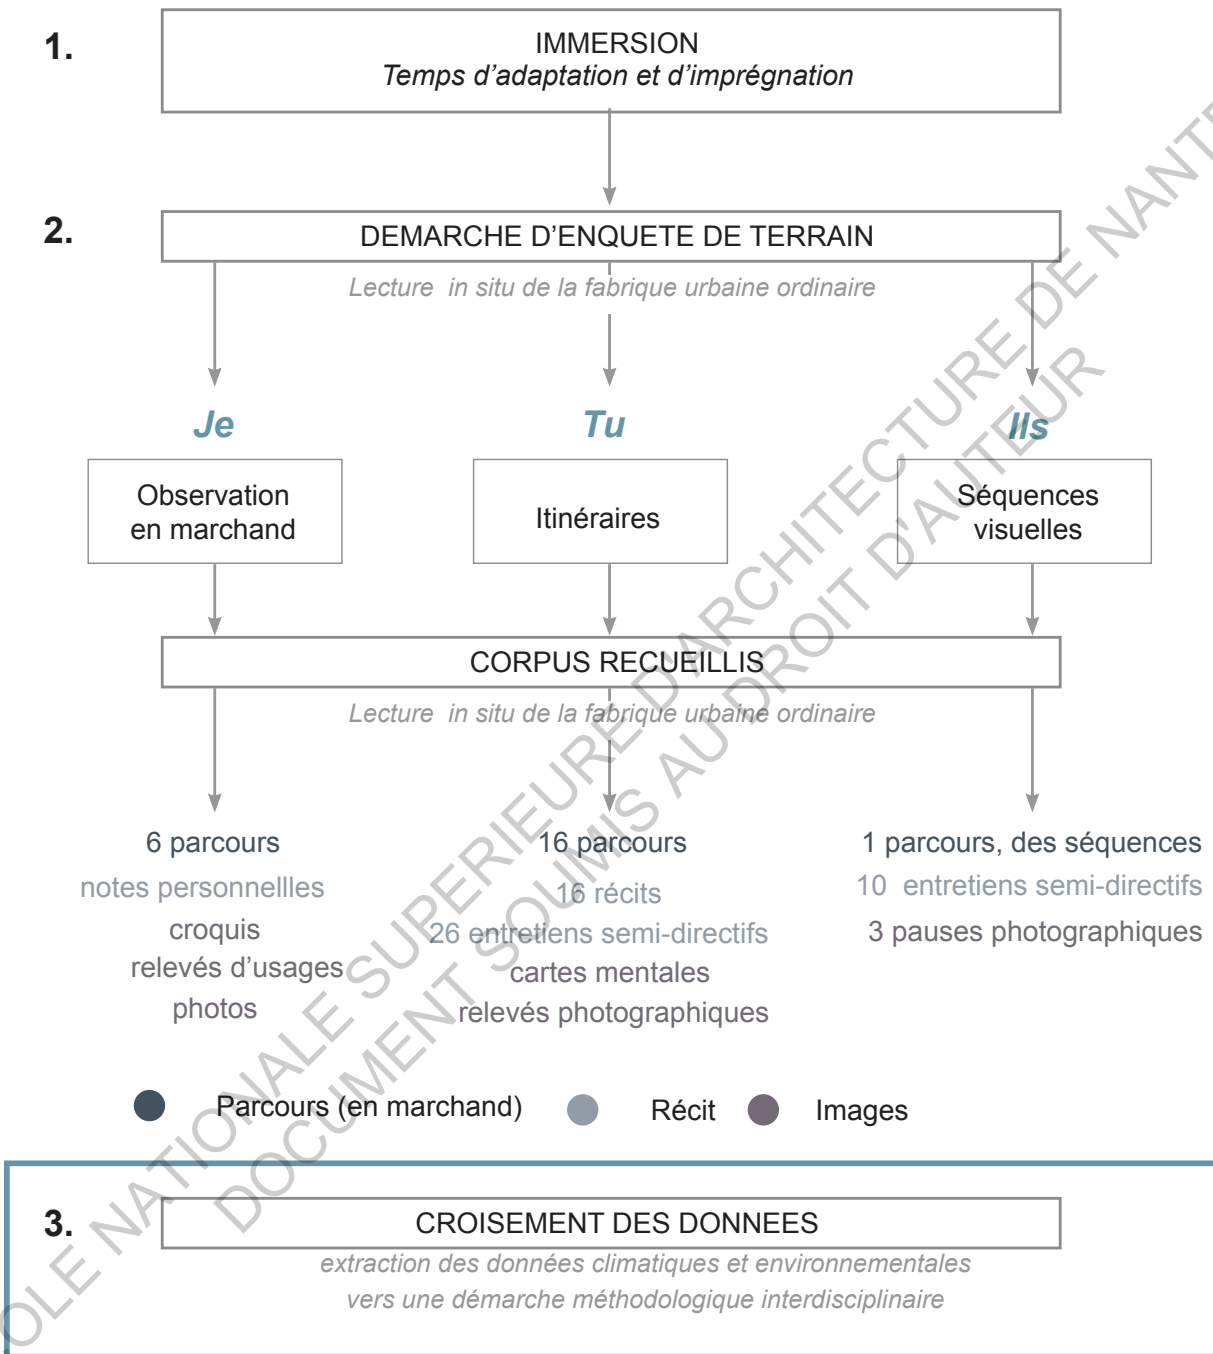 1.
IMMERSION
Temps d'adaptation et d'imprégnation
2.
DEMARCHE D'ENQUETE DE TERRAIN
Lecture in situ de la fabrique urbaine ordinaire
Je
Tu
Ils
Observation
en marchand
Itinéraires
Séquences
visuelles
CORPUS RECUEILLIS
Lecture in situ de la fabrique urbaine ordinaire
6 parcours
notes personnellles
croquis
relevés d'usages
photos
16 parcours
16 récits
26 entretiens semi-directifs
cartes mentales
relevés photographiques
1 parcours, des séquences
10 entretiens semi-directifs
3 pauses photographiques
Parcours (en marchand)
Récit
Images
3.
CROISEMENT DES DONNEES
extraction des données climatiques et environnementales
vers une démarche méthodologique interdisciplinaire
OLE NATIONALE SUPERIEURE D'ARCHITECTURE DE NANTE
DOCUMENT SOUMIS AU DROIT D'AUTEUR